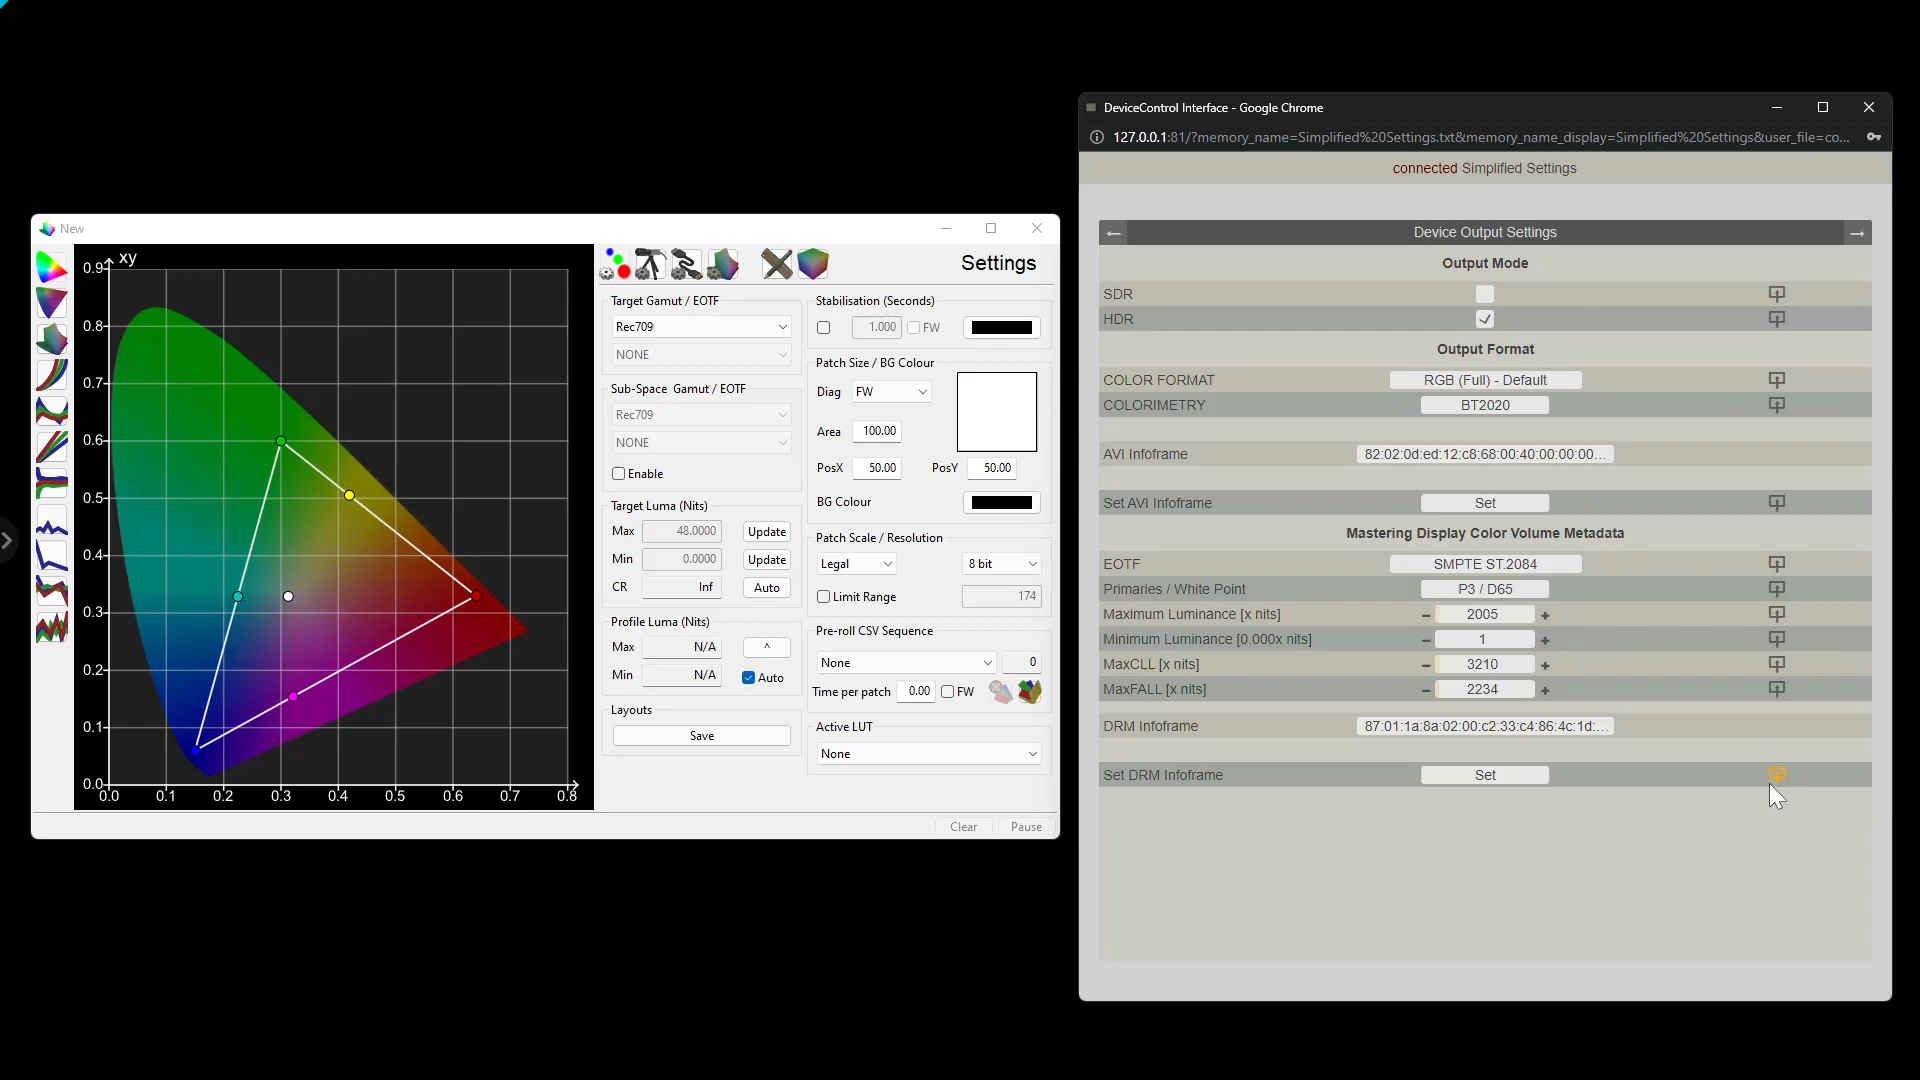 New
xy
0.9
0.8
0.7
0.6
0.5
0.4
0.3
0.2
0.1
0.0
0.0 0.1 0.2 0.3 0.4 0.5 0.6 0.7 0.8
Settings
Target Gamut / EOTF
Rec709
NONE
Sub-Space Gamut / EOTF
Rec709
NONE
Enable
Target Luma (Nits)
Max 48.0000 Update
Min 0.0000 Update
CR Inf Auto
Profile Luma (Nits)
Max N/A ^
Min N/A Auto
Layouts
Save
Stabilisation (Seconds)
1.000 FW
Patch Size / BG Colour
Diag FW
Area 100.00
PosX 50.00 PosY 50.00
BG Colour
Patch Scale / Resolution
Legal 8 bit
Limit Range 174
Pre-roll CSV Sequence
None 0
Time per patch 0.00 FW
Active LUT
None
Clear Pause
DeviceControl Interface - Google Chrome
127.0.0.1:81/?memory_name=Simplified%20Settings.txt&memory_name_display=Simplified%20Settings&user_file=co...
connected Simplified Settings
← Device Output Settings →
Output Mode
SDR
HDR
Output Format
COLOR FORMAT RGB (Full) - Default
COLORIMETRY BT2020
AVI Infoframe 82:02:0d:ed:12:c8:68:00:40:00:00:00...
Set AVI Infoframe Set
Mastering Display Color Volume Metadata
EOTF SMPTE ST.2084
Primaries / White Point P3 / D65
Maximum Luminance [x nits] - 2005 +
Minimum Luminance [0.000x nits] - 1 +
MaxCLL [x nits] - 3210 +
MaxFALL [x nits] - 2234 +
DRM Infoframe 87:01:1a:8a:02:00:c2:33:c4:86:4c:1d:...
Set DRM Infoframe Set